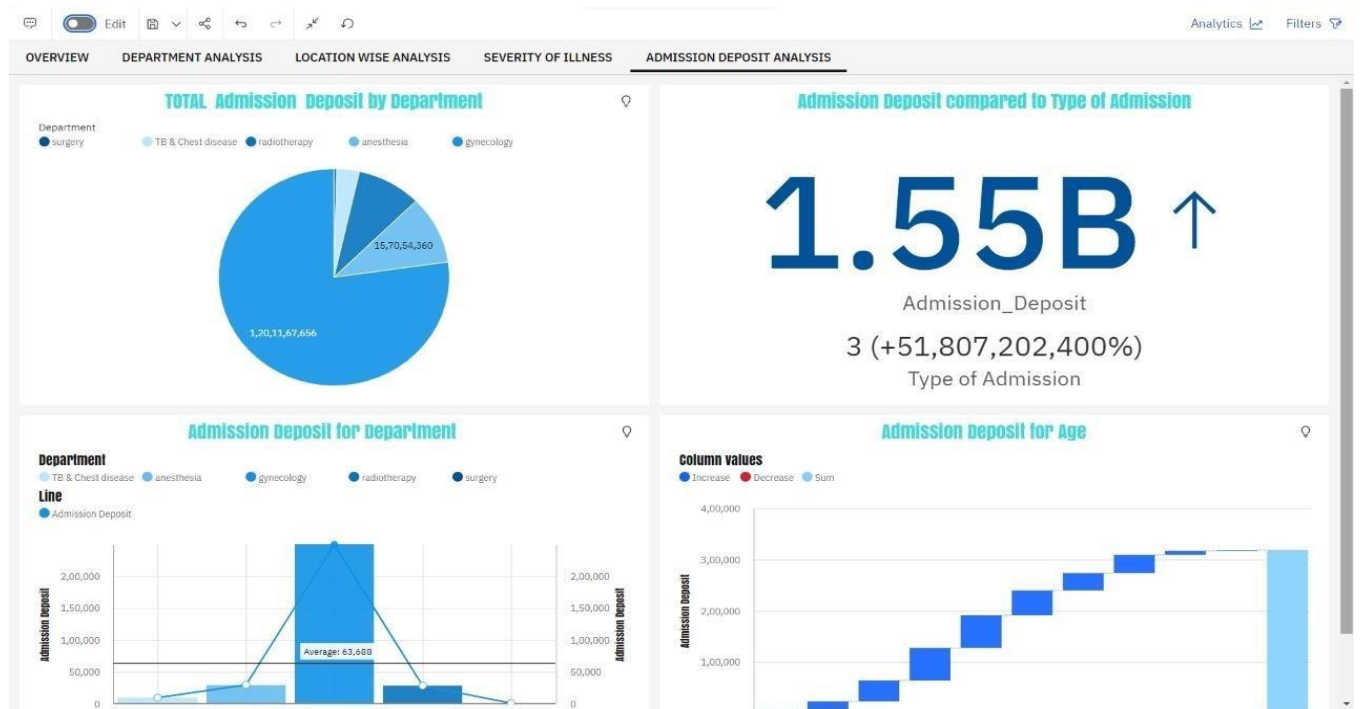 Edit
Analytics
Filters
OVERVIEW DEPARTMENT ANALYSIS LOCATION WISE ANALYSIS SEVERITY OF ILLNESS ADMISSION DEPOSIT ANALYSIS
TOTAL Admission Deposit by Department
Department
surgery TB & Chest disease radiotherapy anesthesia gynecology
15,70,54,360
1,20,11,67,656
Admission Deposit compared to Type of Admission
1.55B
Admission_Deposit
3 (+51,807,202,400%)
Type of Admission
Admission Deposit for Department
Department
TB & Chest disease anesthesia gynecology radiotherapy surgery
Line
Admission Deposit
Admission Deposit
2,00,000
1,50,000
1,00,000
50,000
0
Average: 63,688
2,00,000
1,50,000
1,00,000
50,000
0
Admission Deposit
Admission Deposit for Age
Column values
Increase Decrease Sum
Admission Deposit
4,00,000
3,00,000
2,00,000
1,00,000